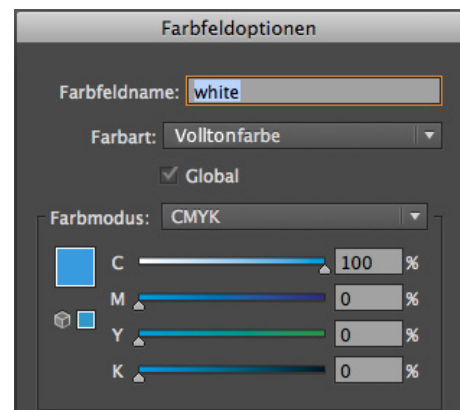 Farbfeldoptionen
Farbfeldname: white
Farbart: Volltonfarbe
Global
Farbmodus: CMYK
C 100 %
M 0 %
Y 0 %
K 0 %